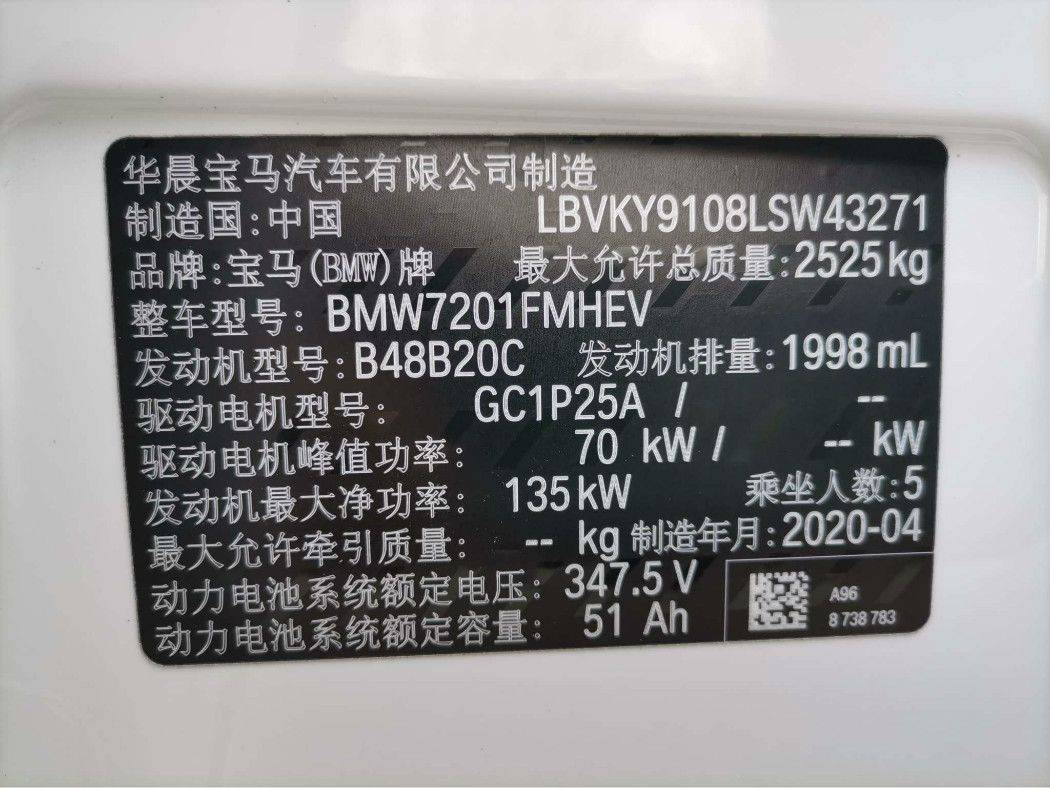 华晨宝马汽车有限公司制造
制造国:中国 LBVKY9108LSW43271
品牌:宝马(BMW)牌 最大允许总质量:2525kg
整车型号:BMW7201FMHEV
发动机型号:B48B20C 发动机排量:1998 mL
驱动电机型号: GC1P25A / --
驱动电机峰值功率: 70 kW / -- kW
发动机最大净功率: 135kW 乘坐人数:5
最大允许牵引质量: -- kg 制造年月:2020-04
动力电池系统额定电压:347.5 V
动力电池系统额定容量: 51 Ah
A96
8 738 783